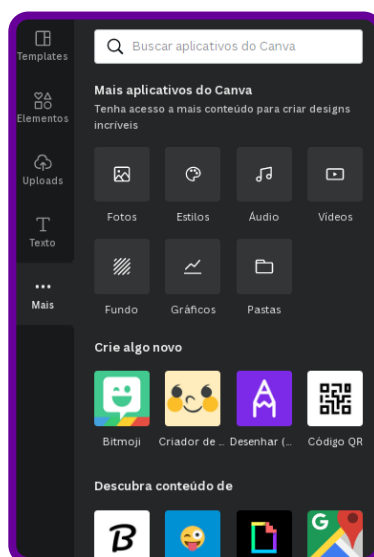 Templates
Elementos
Uploads
Texto
Mais
Buscar aplicativos do Canva
Mais aplicativos do Canva
Tenha acesso a mais conteúdo para criar designs
incríveis
Fotos
Estilos
Áudio
Vídeos
Fundo
Gráficos
Pastas
Crie algo novo
Bitmoji
Criador de ...
Desenhar (...
Código QR
Descubra conteúdo de
B
G